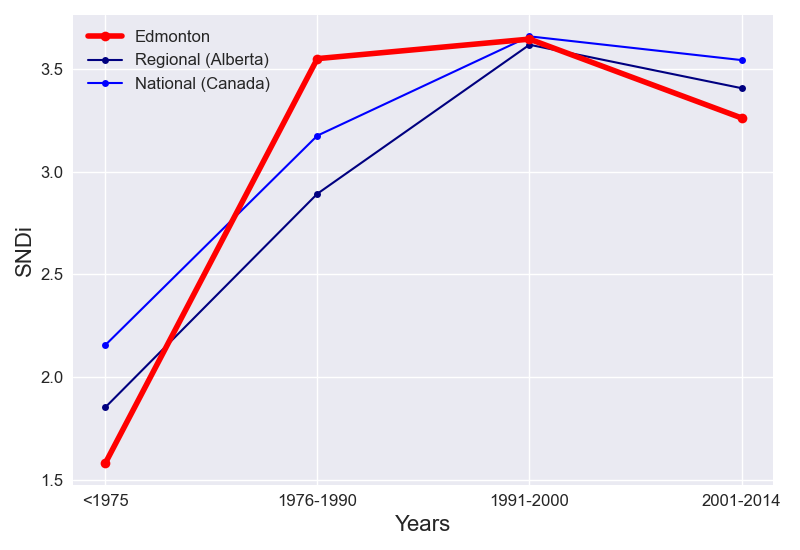 Edmonton
Regional (Alberta)
National (Canada)
3.5
3.0
2.5
2.0
1.5
SNDi
<1975 1976-1990 1991-2000 2001-2014
Years